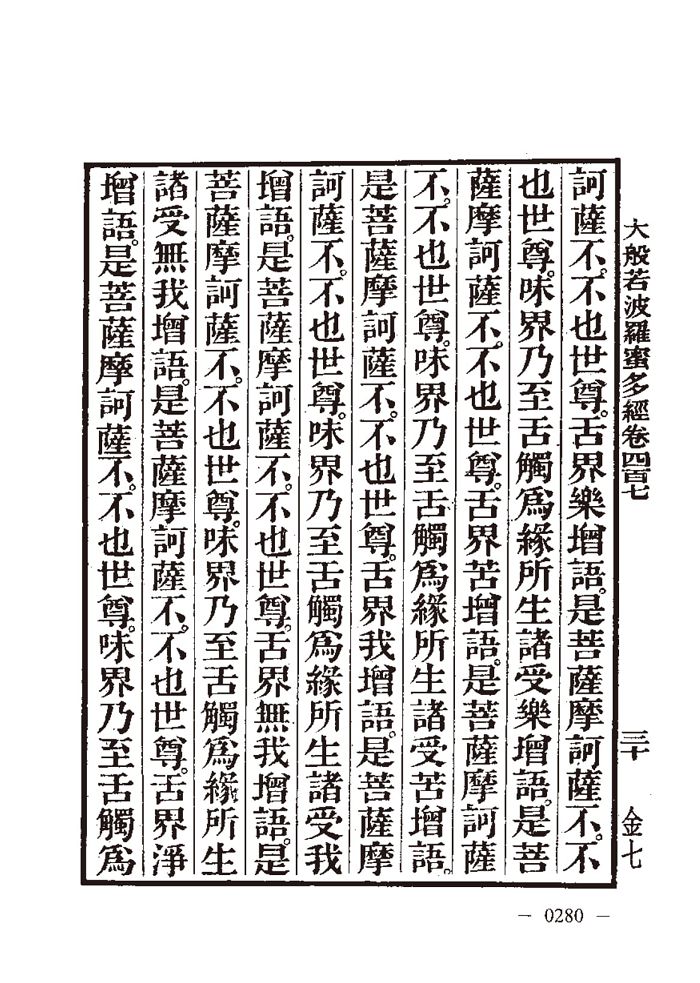 大般若波羅蜜多經卷四百七 三十 金七
訶薩不。不也世尊。舌界樂增語。是菩薩摩訶薩不。不
也世尊。味界乃至舌觸爲緣所生諸受樂增語。是菩
薩摩訶薩不。不也世尊。舌界苦增語。是菩薩摩訶薩
不。不也世尊。味界乃至舌觸爲緣所生諸受苦增語。
是菩薩摩訶薩不。不也世尊。舌界我增語。是菩薩摩
訶薩不。不也世尊。味界乃至舌觸爲緣所生諸受我
增語。是菩薩摩訶薩不。不也世尊。舌界無我增語。是
菩薩摩訶薩不。不也世尊。味界乃至舌觸爲緣所生
諸受無我增語。是菩薩摩訶薩不。不也世尊。舌界淨
增語。是菩薩摩訶薩不。不也世尊。味界乃至舌觸爲
— 0280 —